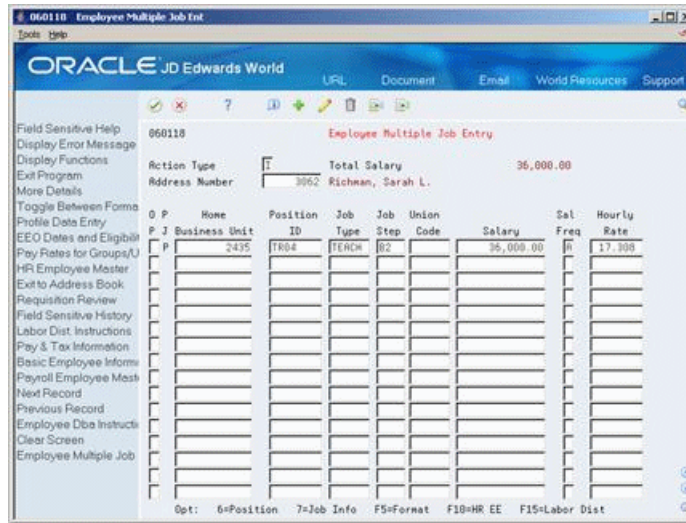 060118 Employee Multiple Job Ent
Tools Help
ORACLE JD Edwards World
URL Document Email World Resources Support
Field Sensitive Help
Display Error Message
Display Functions
Exit Program
More Details
Toggle Between Forma
Profile Data Entry
EEO Dates and Eligibilit
Pay Rates for Groups/U
HR Employee Master
Exit to Address Book
Requisition Review
Field Sensitive History
Labor Dist. Instructions
Pay & Tax Information
Basic Employee Informa
Payroll Employee Maste
Next Record
Previous Record
Employee Dba Instructi
Clear Screen
Employee Multiple Job
060118 Employee Multiple Job Entry
Action Type I Total Salary 36,000.00
Address Number 3062 Richman, Sarah L.
O P Home Position Job Job Union Sal Hourly
P J Business Unit ID Type Step Code Salary Freq Rate
P 2435 TR04 TEACH B2 36,000.00 A 17.308
Opt: 6=Position 7=Job Info F5=Format F10=HR EE F15=Labor Dist